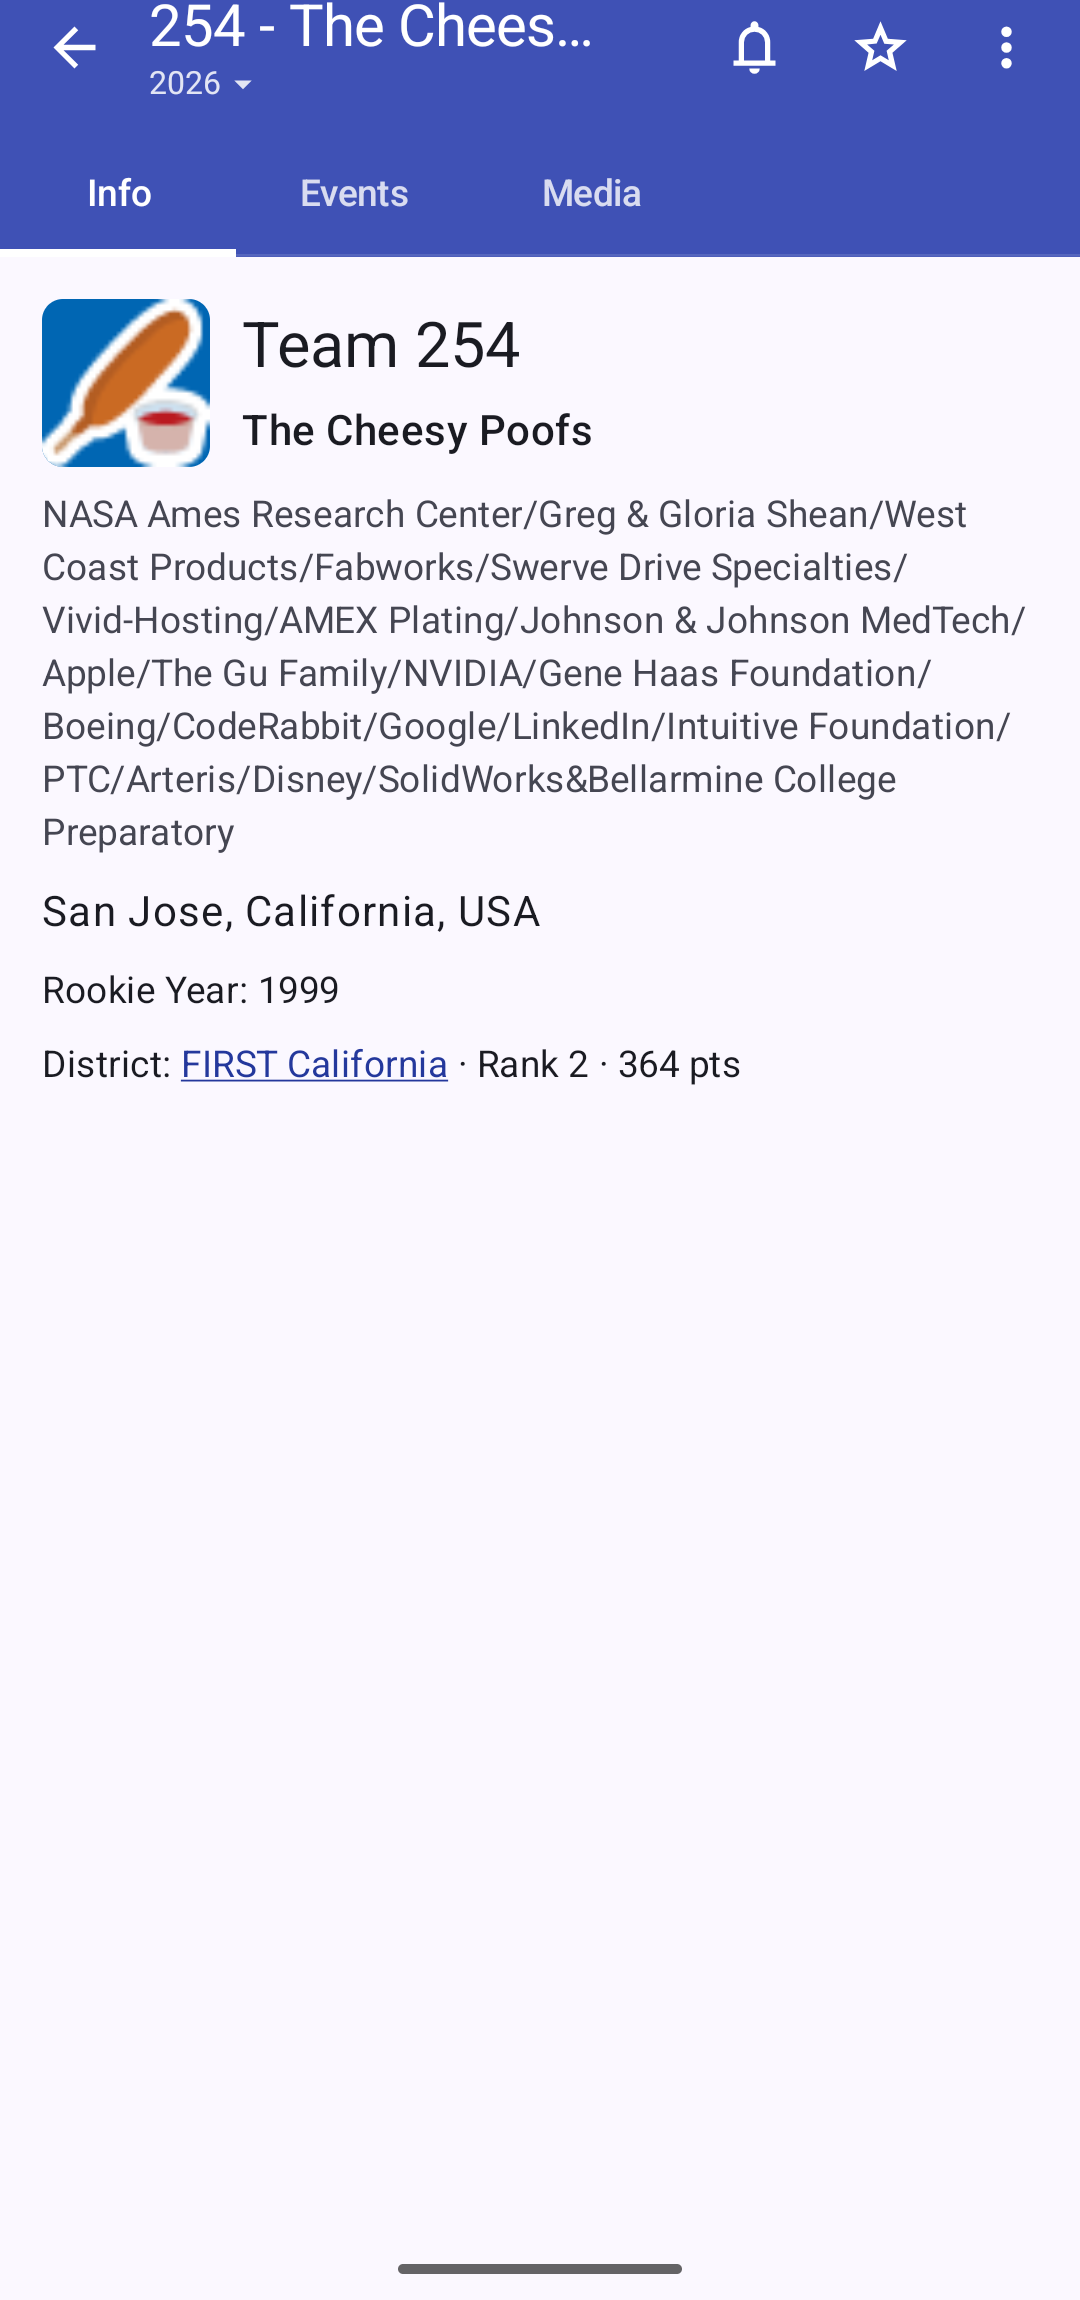 254 - The Chees…
2026
Info
Events
Media
Team 254
The Cheesy Poofs
NASA Ames Research Center/Greg & Gloria Shean/West
Coast Products/Fabworks/Swerve Drive Specialties/
Vivid-Hosting/AMEX Plating/Johnson & Johnson MedTech/
Apple/The Gu Family/NVIDIA/Gene Haas Foundation/
Boeing/CodeRabbit/Google/LinkedIn/Intuitive Foundation/
PTC/Arteris/Disney/SolidWorks&Bellarmine College
Preparatory
San Jose, California, USA
Rookie Year: 1999
District: FIRST California · Rank 2 · 364 pts